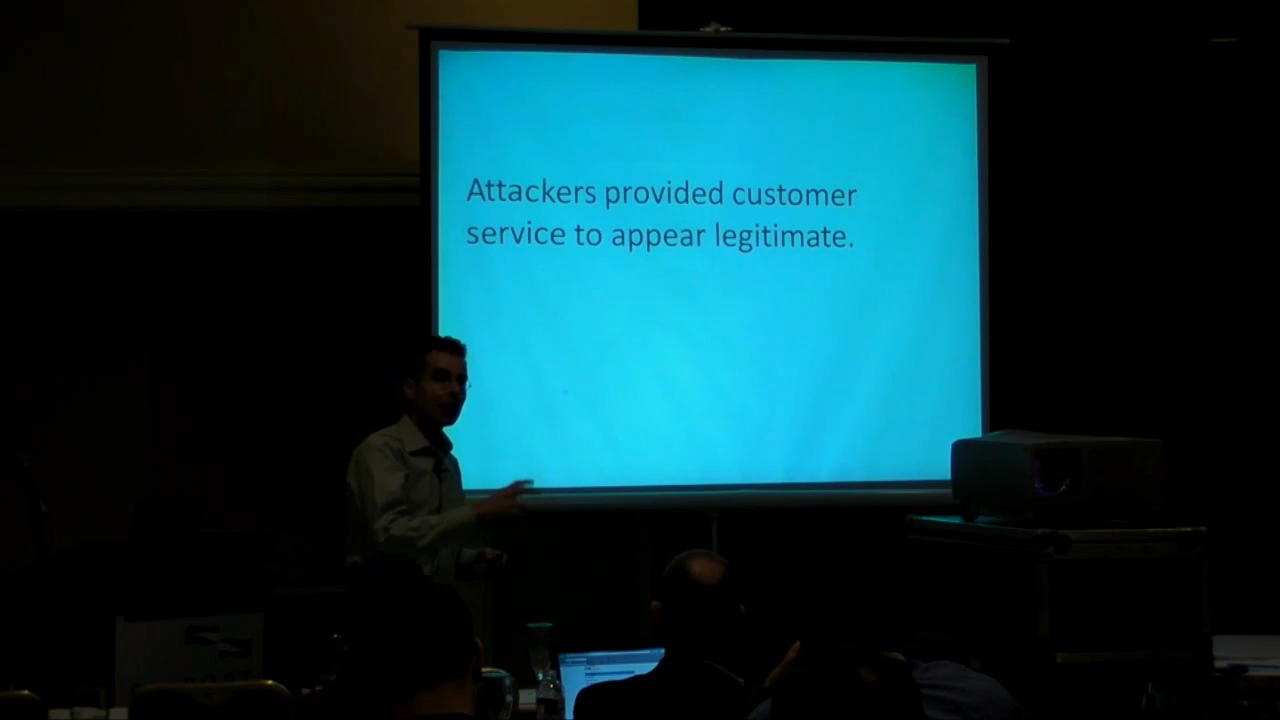 Attackers provided customer
service to appear legitimate.